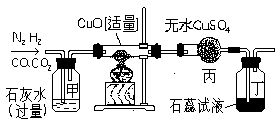 CuO[适量]
无水CuSO₄
N₂ H₂
CO.CO₂
甲
乙
丙
丁
石灰水
(过量)
石蕊试液